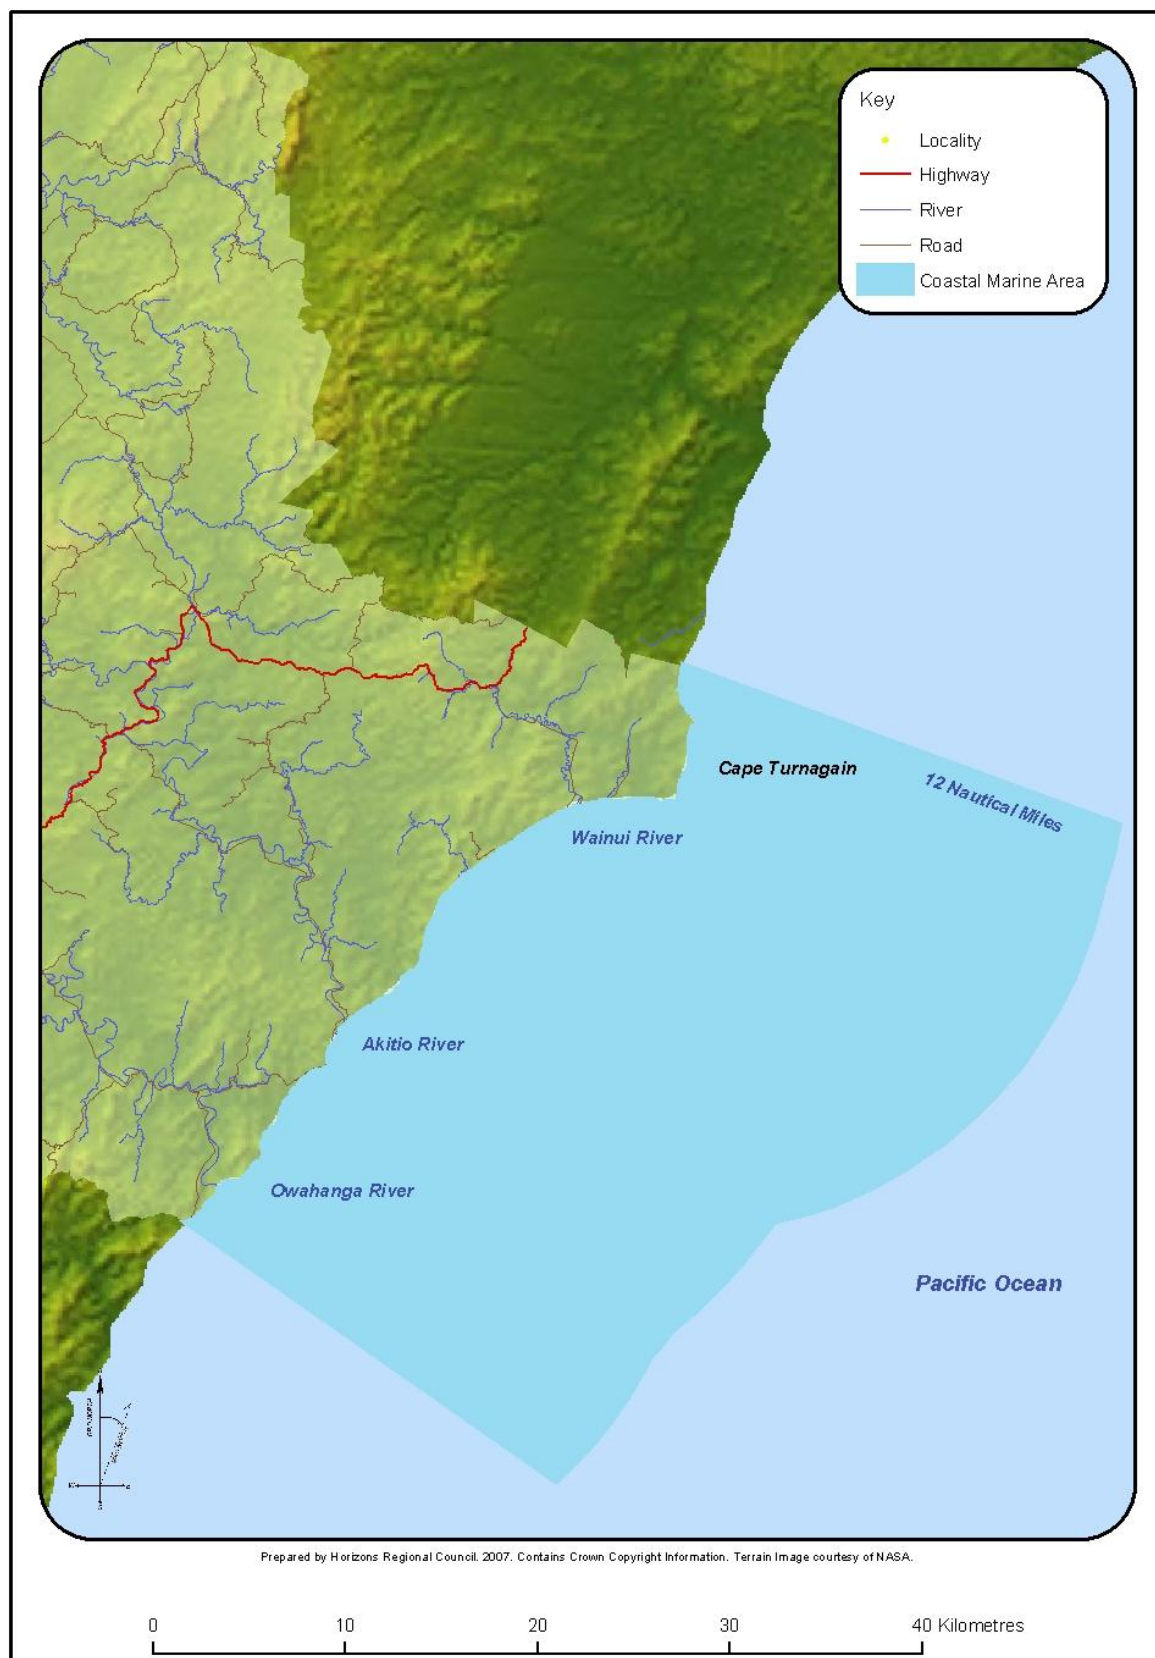 Key
Locality
Highway
River
Road
Coastal Marine Area
Cape Turnagain
12 Nautical Miles
Wainui River
Akitio River
Owahanga River
Pacific Ocean
Prepared by Horizons Regional Council. 2007. Contains Crown Copyright Information. Terrain Image courtesy of NASA.
0 10 20 30 40 Kilometres